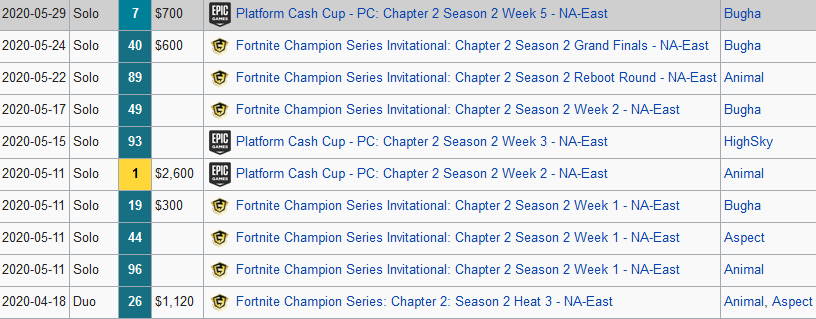 2020-05-29 Solo 7 $700 EPIC GAMES Platform Cash Cup - PC: Chapter 2 Season 2 Week 5 - NA-East Bugha
2020-05-24 Solo 40 $600 Fortnite Champion Series Invitational: Chapter 2 Season 2 Grand Finals - NA-East Bugha
2020-05-22 Solo 89 Fortnite Champion Series Invitational: Chapter 2 Season 2 Reboot Round - NA-East Animal
2020-05-17 Solo 49 Fortnite Champion Series Invitational: Chapter 2 Season 2 Week 2 - NA-East Bugha
2020-05-15 Solo 93 EPIC GAMES Platform Cash Cup - PC: Chapter 2 Season 2 Week 3 - NA-East HighSky
2020-05-11 Solo 1 $2,600 EPIC GAMES Platform Cash Cup - PC: Chapter 2 Season 2 Week 2 - NA-East Animal
2020-05-11 Solo 19 $300 Fortnite Champion Series Invitational: Chapter 2 Season 2 Week 1 - NA-East Bugha
2020-05-11 Solo 44 Fortnite Champion Series Invitational: Chapter 2 Season 2 Week 1 - NA-East Aspect
2020-05-11 Solo 96 Fortnite Champion Series Invitational: Chapter 2 Season 2 Week 1 - NA-East Animal
2020-04-18 Duo 26 $1,120 Fortnite Champion Series: Chapter 2: Season 2 Heat 3 - NA-East Animal, Aspect